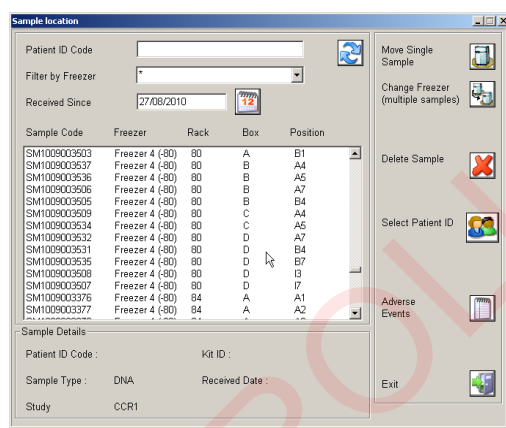 Sample location
Patient ID Code
Filter by Freezer *
Received Since 27/08/2010 12
Sample Code Freezer Rack Box Position
SM1009003503 Freezer 4 (-80) 80 A B1
SM1009003537 Freezer 4 (-80) 80 B A4
SM1009003536 Freezer 4 (-80) 80 B A5
SM1009003506 Freezer 4 (-80) 80 B A7
SM1009003505 Freezer 4 (-80) 80 B B4
SM1009003509 Freezer 4 (-80) 80 C A4
SM1009003534 Freezer 4 (-80) 80 C A5
SM1009003532 Freezer 4 (-80) 80 D A7
SM1009003531 Freezer 4 (-80) 80 D B4
SM1009003535 Freezer 4 (-80) 80 D B7
SM1009003508 Freezer 4 (-80) 80 D I3
SM1009003507 Freezer 4 (-80) 80 D I7
SM1009003376 Freezer 4 (-80) 84 A A1
SM1009003377 Freezer 4 (-80) 84 A A2
Sample Details
Patient ID Code : Kit ID :
Sample Type : DNA Received Date :
Study CCR1
Move Single
Sample
Change Freezer
(multiple samples)
Delete Sample
Select Patient ID
Adverse
Events
Exit